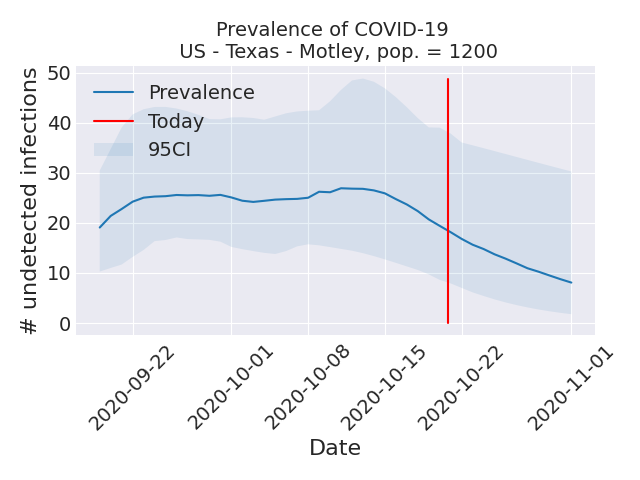 Prevalence of COVID-19
US - Texas - Motley, pop. = 1200
# undetected infections
50
40
30
20
10
0
Prevalence
Today
95CI
2020-09-22
2020-10-01
2020-10-08
2020-10-15
2020-10-22
2020-11-01
Date